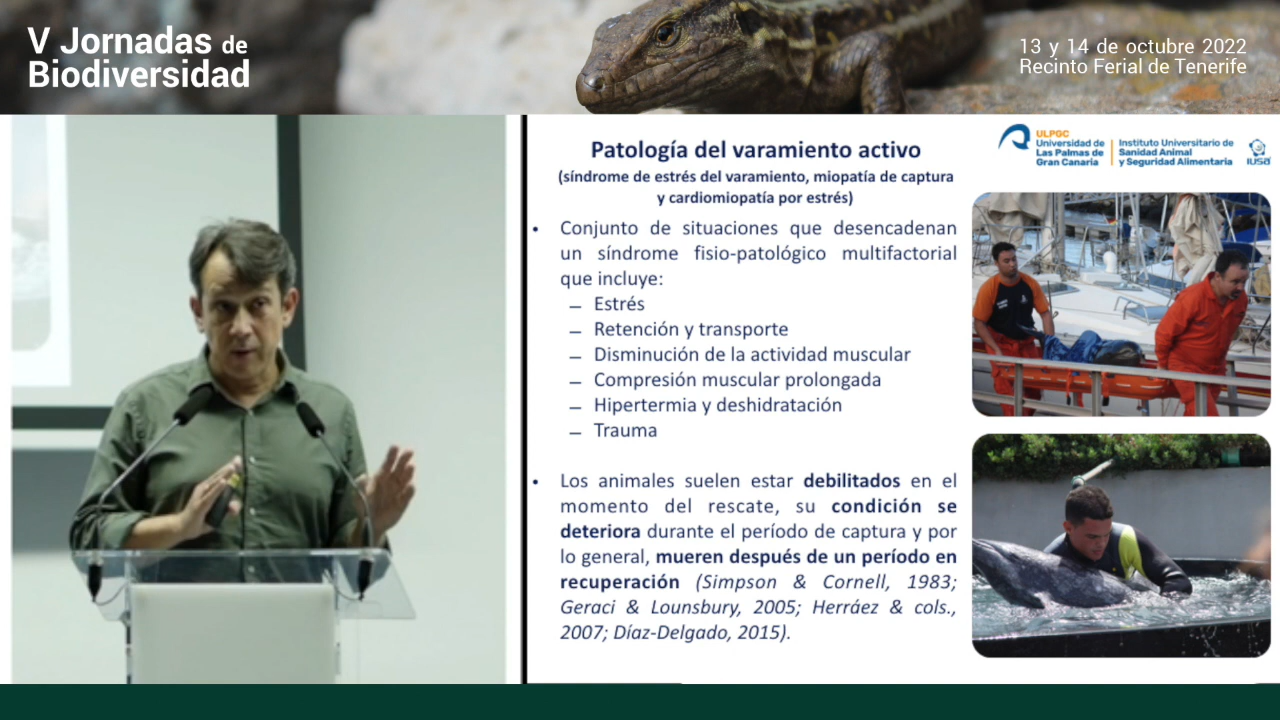 V Jornadas de
Biodiversidad
13 y 14 de octubre 2022
Recinto Ferial de Tenerife
ULPGC
Universidad de
Las Palmas de
Gran Canaria
Instituto Universitario de
Sanidad Animal
y Seguridad Alimentaria
IUSA
Patología del varamiento activo
(síndrome de estrés del varamiento, miopatía de captura
y cardiomiopatía por estrés)
• Conjunto de situaciones que desencadenan
un síndrome fisio-patológico multifactorial
que incluye:
– Estrés
– Retención y transporte
– Disminución de la actividad muscular
– Compresión muscular prolongada
– Hipertermia y deshidratación
– Trauma
• Los animales suelen estar debilitados en el
momento del rescate, su condición se
deteriora durante el período de captura y por
lo general, mueren después de un período en
recuperación (Simpson & Cornell, 1983;
Geraci & Lounsbury, 2005; Herráez & cols.,
2007; Díaz-Delgado, 2015).